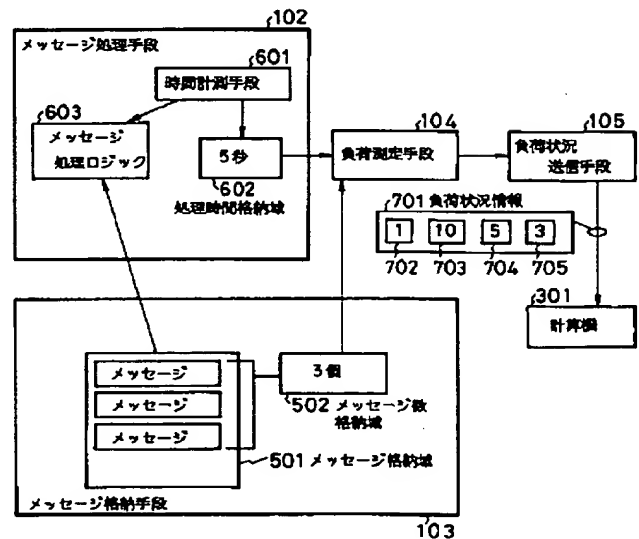 102
メッセージ処理手段
601
時間計測手段
603
メッセージ
処理ロジック
5秒
602
処理時間格納域
104
負荷測定手段
105
負荷状況
送信手段
701 負荷状況情報
1 10 5 3
702 703 704 705
301
計算機
メッセージ
メッセージ
メッセージ
3個
502 メッセージ数
格納域
501 メッセージ格納域
メッセージ格納手段
103